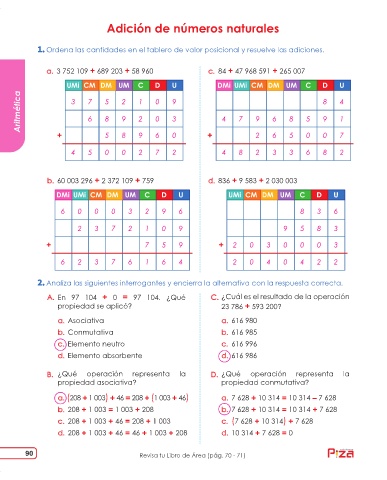 Adición de números naturales
1. Ordena las cantidades en el tablero de valor posicional y resuelve las adiciones.
Aritmética
a. 3 752 109 + 689 203 + 58 960
UMi CM DM UM C D U
3 7 5 2 1 0 9
6 8 9 2 0 3
+ 5 8 9 6 0
4 5 0 0 2 7 2
c. 84 + 47 968 591 + 265 007
DMi UMi CM DM UM C D U
8 4
4 7 9 6 8 5 9 1
+ 2 6 5 0 0 7
4 8 2 3 3 6 8 2
b. 60 003 296 + 2 372 109 + 759
DMi UMi CM DM UM C D U
6 0 0 0 3 2 9 6
2 3 7 2 1 0 9
+ 7 5 9
6 2 3 7 6 1 6 4
d. 836 + 9 583 + 2 030 003
UMi CM DM UM C D U
8 3 6
9 5 8 3
+ 2 0 3 0 0 0 3
2 0 4 0 4 2 2
2. Analiza las siguientes interrogantes y encierra la alternativa con la respuesta correcta.
A. En 97 104 + 0 = 97 104. ¿Qué
propiedad se aplicó?
a. Asociativa
b. Conmutativa
c. Elemento neutro
d. Elemento absorbente
C. ¿Cuál es el resultado de la operación
23 786 + 593 200?
a. 616 980
b. 616 985
c. 616 996
d. 616 986
B. ¿Qué operación representa la
propiedad asociativa?
a. (208 + 1 003) + 46 = 208 + (1 003 + 46)
b. 208 + 1 003 = 1 003 + 208
c. 208 + 1 003 + 46 = 208 + 1 003
d. 208 + 1 003 + 46 = 46 + 1 003 + 208
D. ¿Qué operación representa la
propiedad conmutativa?
a. 7 628 + 10 314 = 10 314 – 7 628
b. 7 628 + 10 314 = 10 314 + 7 628
c. (7 628 + 10 314) + 7 628
d. 10 314 + 7 628 = 0
90
Revisa tu Libro de Área (pág. 70 - 71)
Pizza